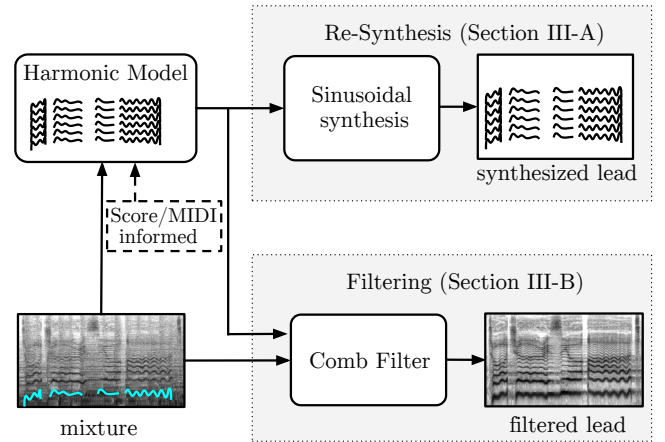 Re-Synthesis (Section III-A)
Harmonic Model
Sinusoidal
synthesis
synthesized lead
Score/MIDI
informed
Filtering (Section III-B)
Comb Filter
mixture
filtered lead